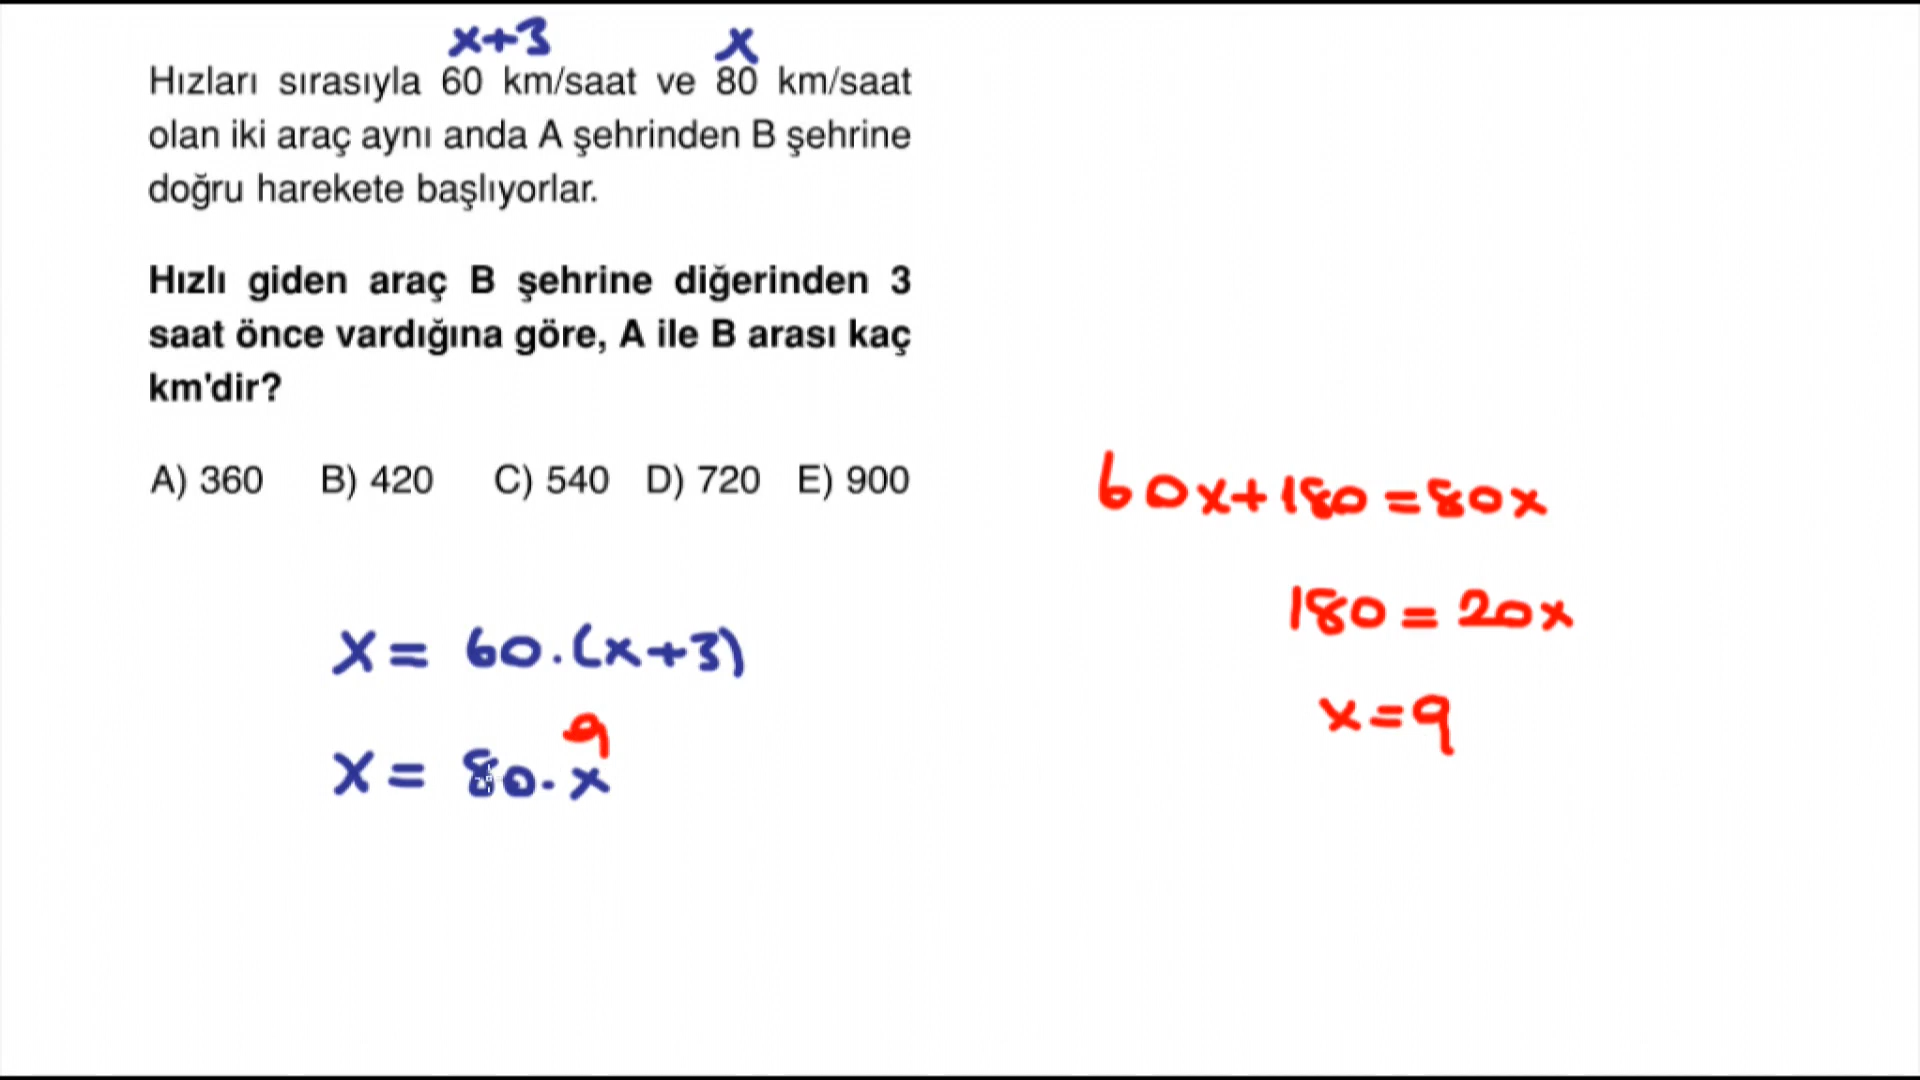 x+3 x
Hızları sırasıyla 60 km/saat ve 80 km/saat
olan iki araç aynı anda A şehrinden B şehrine
doğru harekete başlıyorlar.
Hızlı giden araç B şehrine diğerinden 3
saat önce vardığına göre, A ile B arası kaç
km'dir?
A) 360 B) 420 C) 540 D) 720 E) 900
60x+180=80x
180=20x
x=9
x= 60.(x+3)
9
x= 80.x